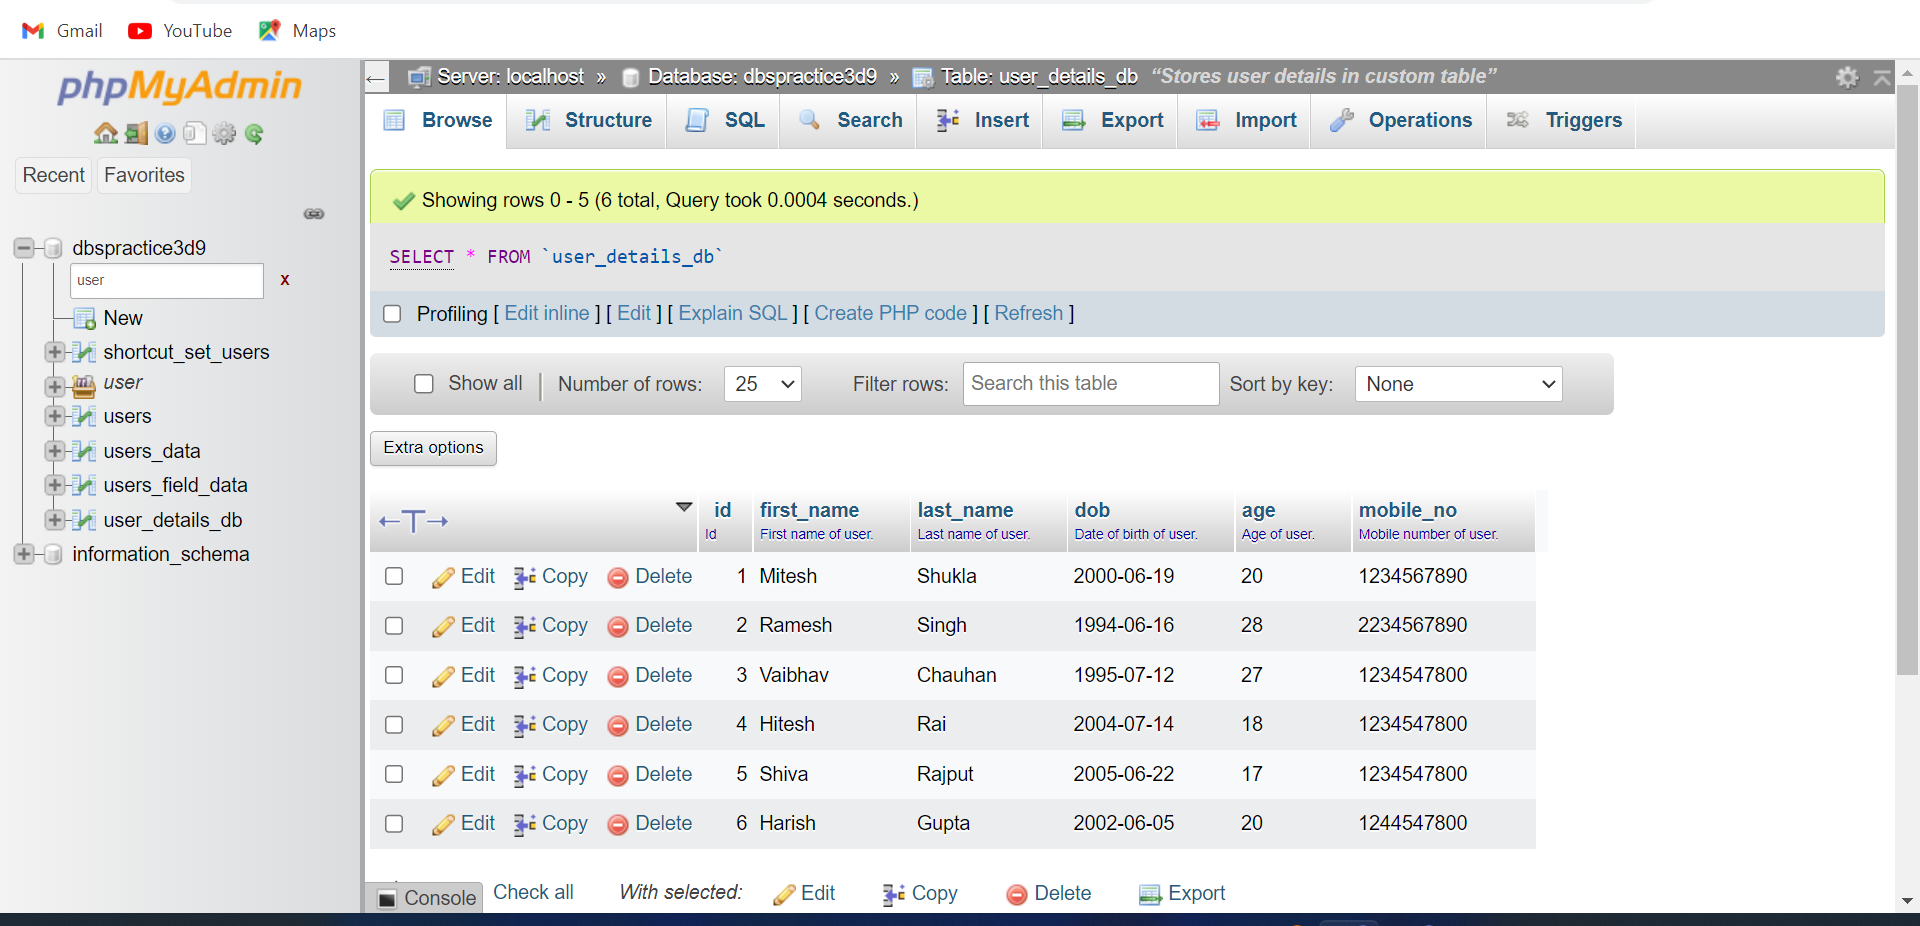 Gmail YouTube Maps
phpMyAdmin
Recent Favorites
dbspractice3d9
user X
New
shortcut_set_users
user
users
users_data
users_field_data
user_details_db
information_schema
Server: localhost » Database: dbspractice3d9 » Table: user_details_db "Stores user details in custom table"
Browse Structure SQL Search Insert Export Import Operations Triggers
Showing rows 0 - 5 (6 total, Query took 0.0004 seconds.)
SELECT * FROM `user_details_db`
Profiling [ Edit inline ] [ Edit ] [ Explain SQL ] [ Create PHP code ] [ Refresh ]
Show all Number of rows: 25 Filter rows: Search this table Sort by key: None
Extra options
←T→ id first_name last_name dob age mobile_no
Id First name of user. Last name of user. Date of birth of user. Age of user. Mobile number of user.
Edit Copy Delete 1 Mitesh Shukla 2000-06-19 20 1234567890
Edit Copy Delete 2 Ramesh Singh 1994-06-16 28 2234567890
Edit Copy Delete 3 Vaibhav Chauhan 1995-07-12 27 1234547800
Edit Copy Delete 4 Hitesh Rai 2004-07-14 18 1234547800
Edit Copy Delete 5 Shiva Rajput 2005-06-22 17 1234547800
Edit Copy Delete 6 Harish Gupta 2002-06-05 20 1244547800
Console Check all With selected: Edit Copy Delete Export